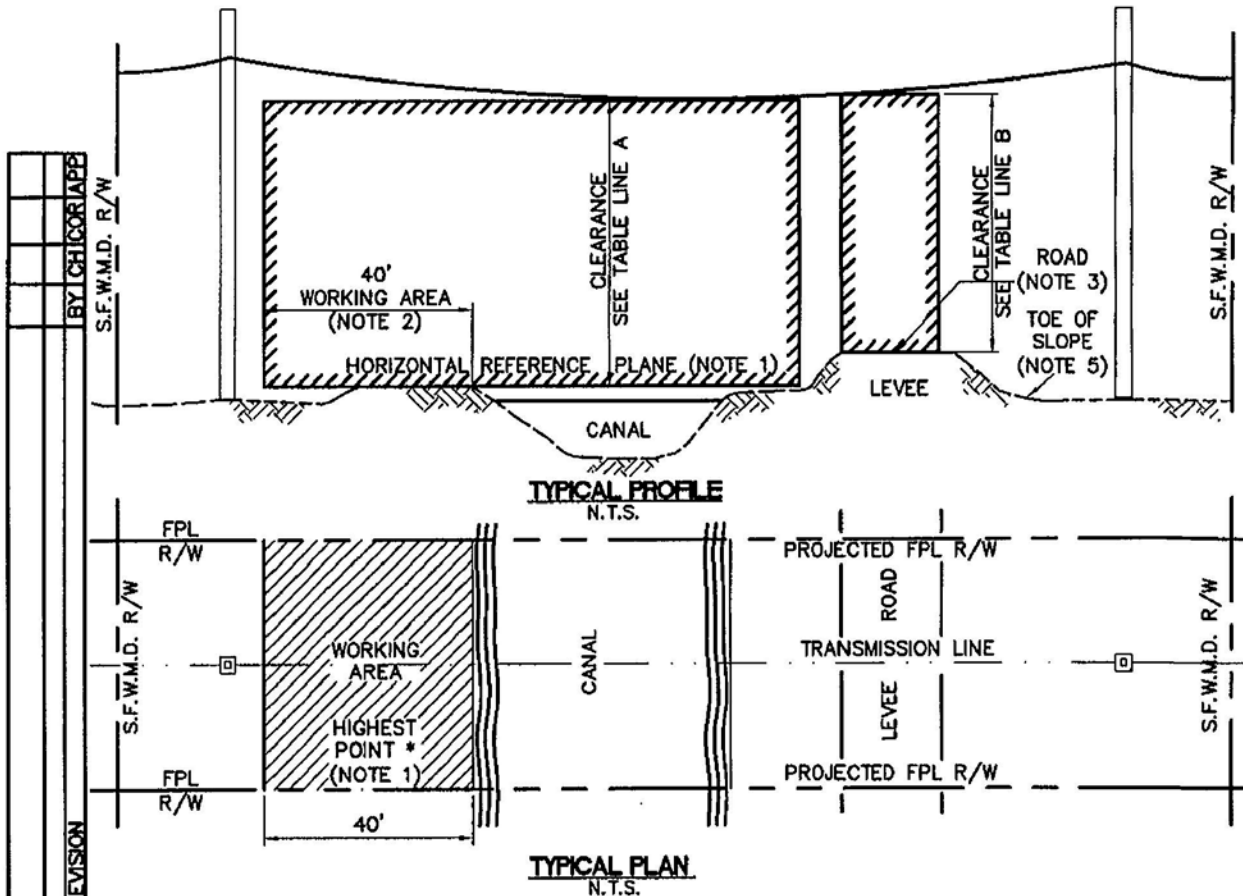 BY CHI COR APP
EVISION
S.F.W.M.D. R/W
40'
WORKING AREA
(NOTE 2)
CLEARANCE
SEE TABLE LINE A
HORIZONTAL REFERENCE PLANE (NOTE 1)
CLEARANCE
SEE TABLE LINE B
ROAD
(NOTE 3)
TOE OF
SLOPE
(NOTE 5)
S.F.W.M.D. R/W
LEVEE
CANAL
TYPICAL PROFILE
N.T.S.
FPL
R/W
S.F.W.M.D. R/W
WORKING
AREA
HIGHEST
POINT *
(NOTE 1)
FPL
R/W
40'
CANAL
PROJECTED FPL R/W
LEVEE ROAD
TRANSMISSION LINE
PROJECTED FPL R/W
S.F.W.M.D. R/W
TYPICAL PLAN
N.T.S.